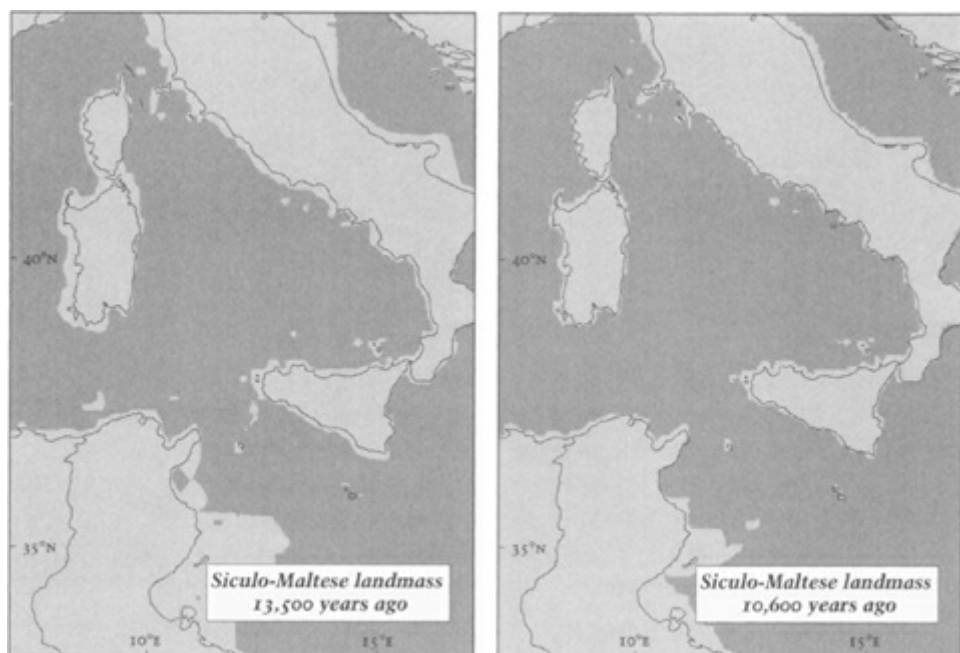 40°N
35°N
Siculo-Maltese landmass
13,500 years ago
10°E
15°E
40°N
35°N
Siculo-Maltese landmass
10,600 years ago
10°E
15°E